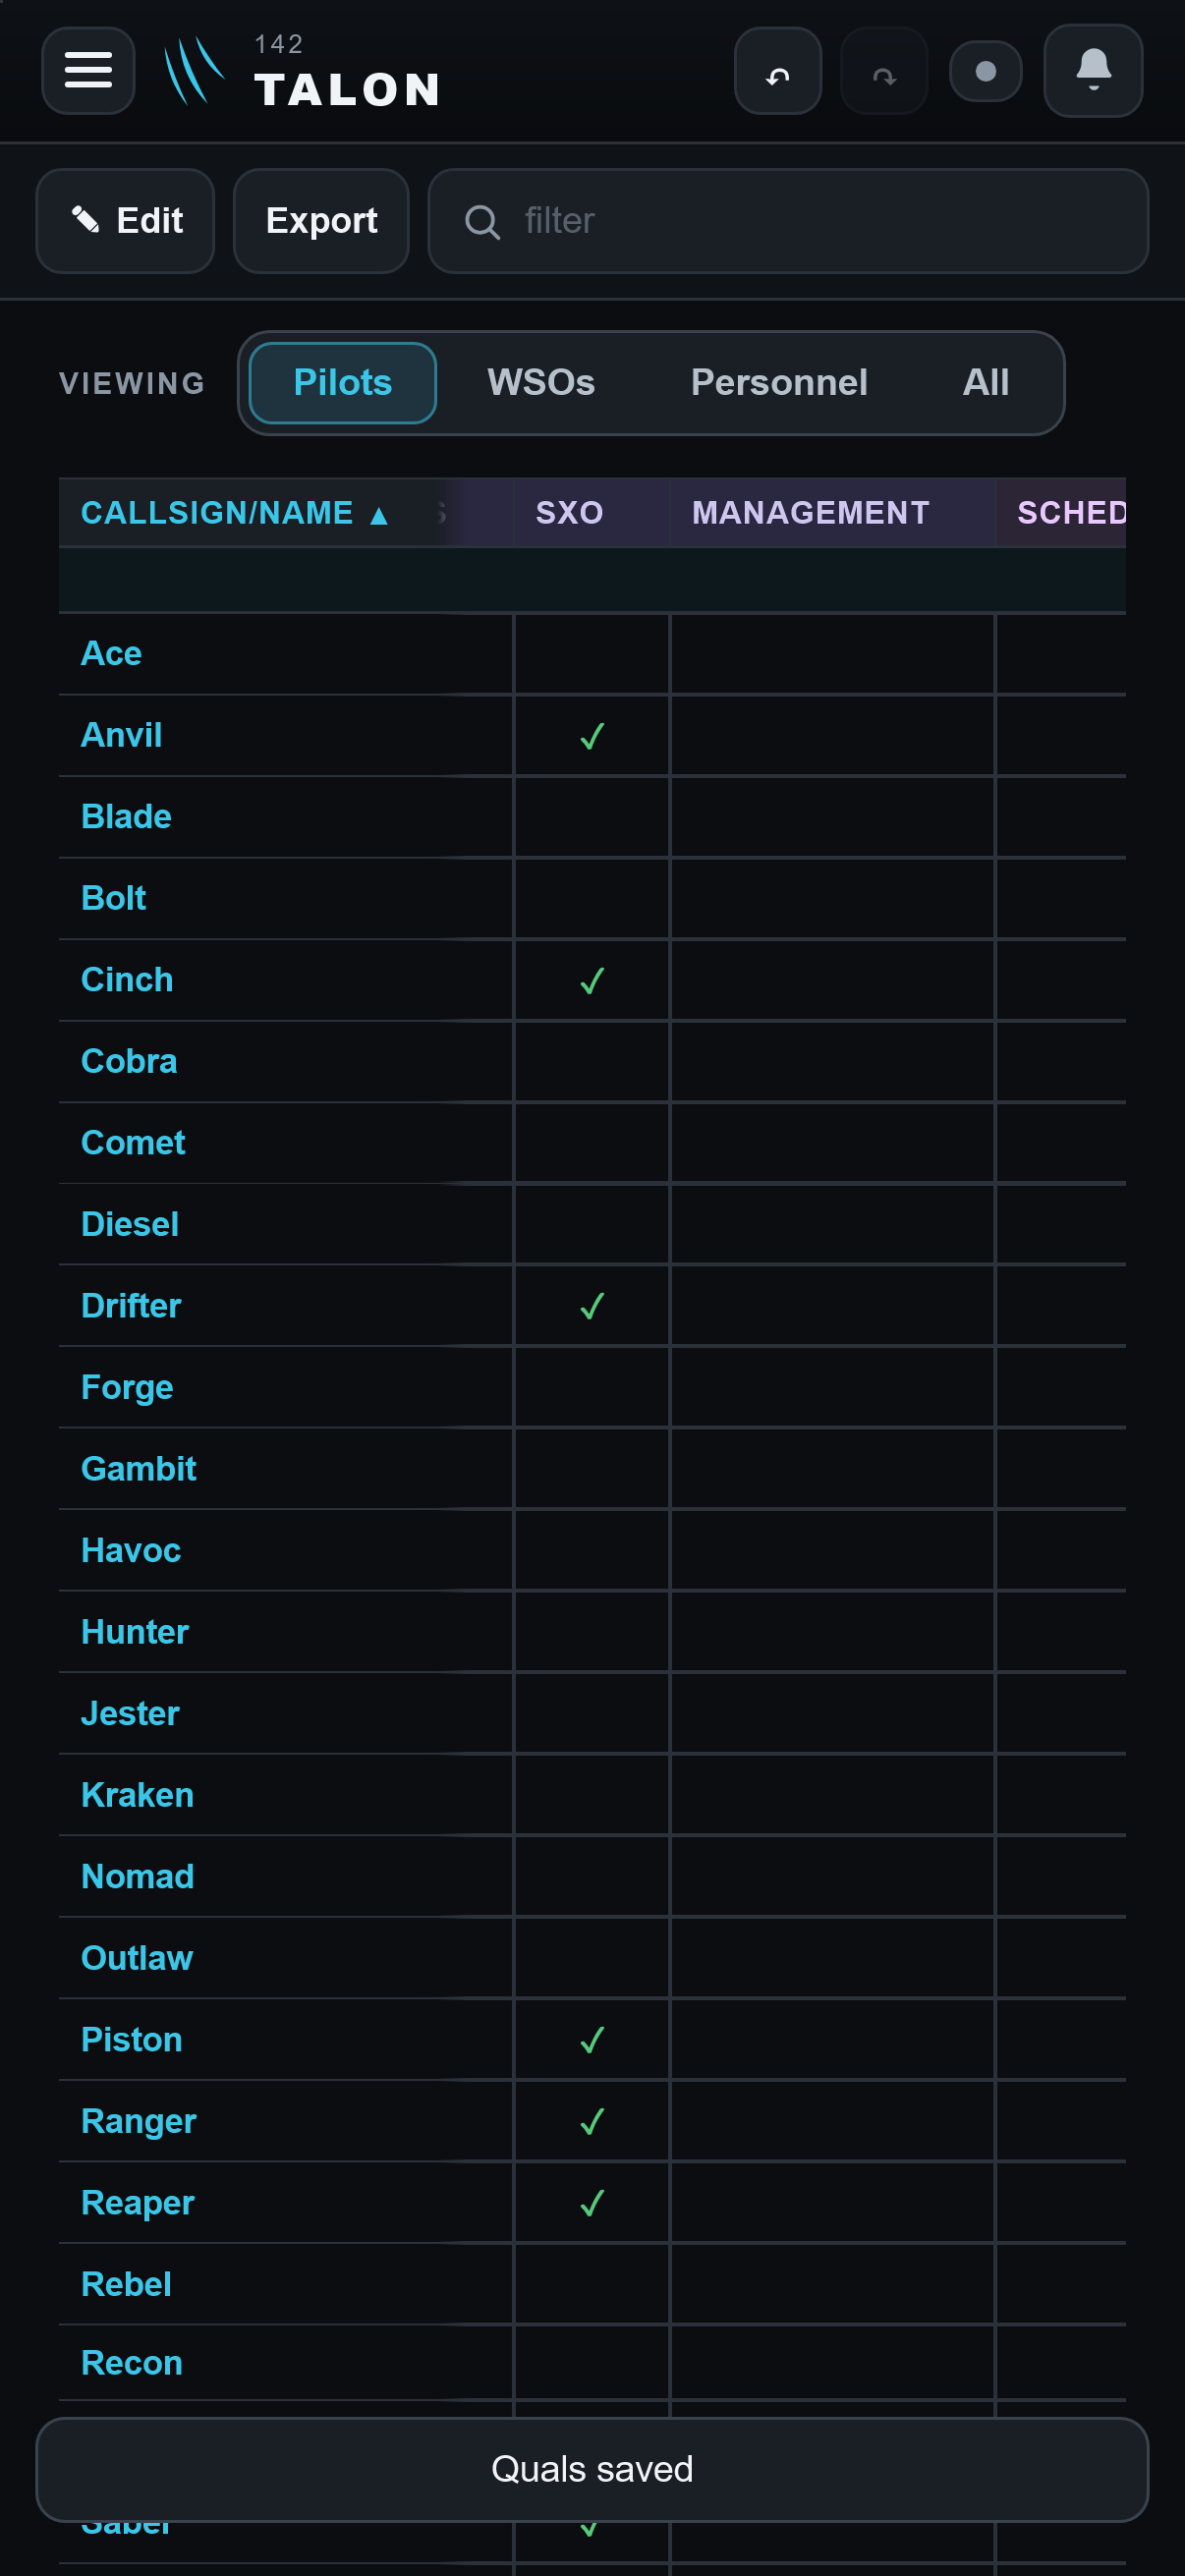 142
TALON
Edit
Export
filter
VIEWING
Pilots
WSOs
Personnel
All
CALLSIGN/NAME ▲
SXO
MANAGEMENT
SCHED
Ace
Anvil ✓
Blade
Bolt
Cinch ✓
Cobra
Comet
Diesel
Drifter ✓
Forge
Gambit
Havoc
Hunter
Jester
Kraken
Nomad
Outlaw
Piston ✓
Ranger ✓
Reaper ✓
Rebel
Recon
Quals saved
Saber ✓